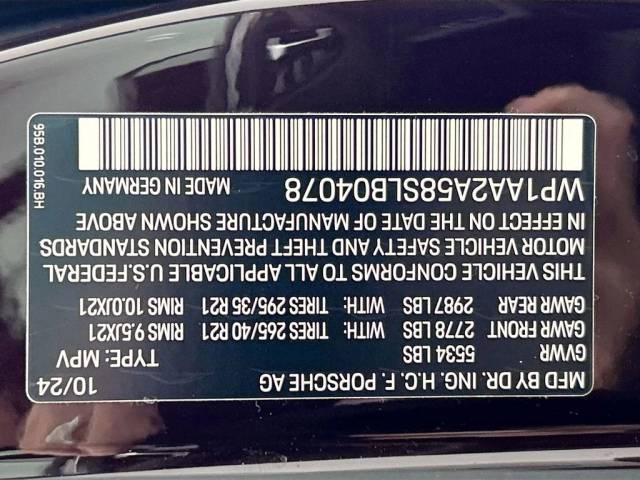 MFD BY DR. ING. H.C. F. PORSCHE AG 10/24
GVWR 5534 LBS TYPE: MPV
GAWR FRONT 2778 LBS WITH: TIRES 265/40 R21 RIMS 9.5JX21
GAWR REAR 2987 LBS WITH: TIRES 295/35 R21 RIMS 10.0JX21
THIS VEHICLE CONFORMS TO ALL APPLICABLE U.S.FEDERAL
MOTOR VEHICLE SAFETY AND THEFT PREVENTION STANDARDS
IN EFFECT ON THE DATE OF MANUFACTURE SHOWN ABOVE
WP1AA2A58SLB04078 MADE IN GERMANY
95B.010.016.BH